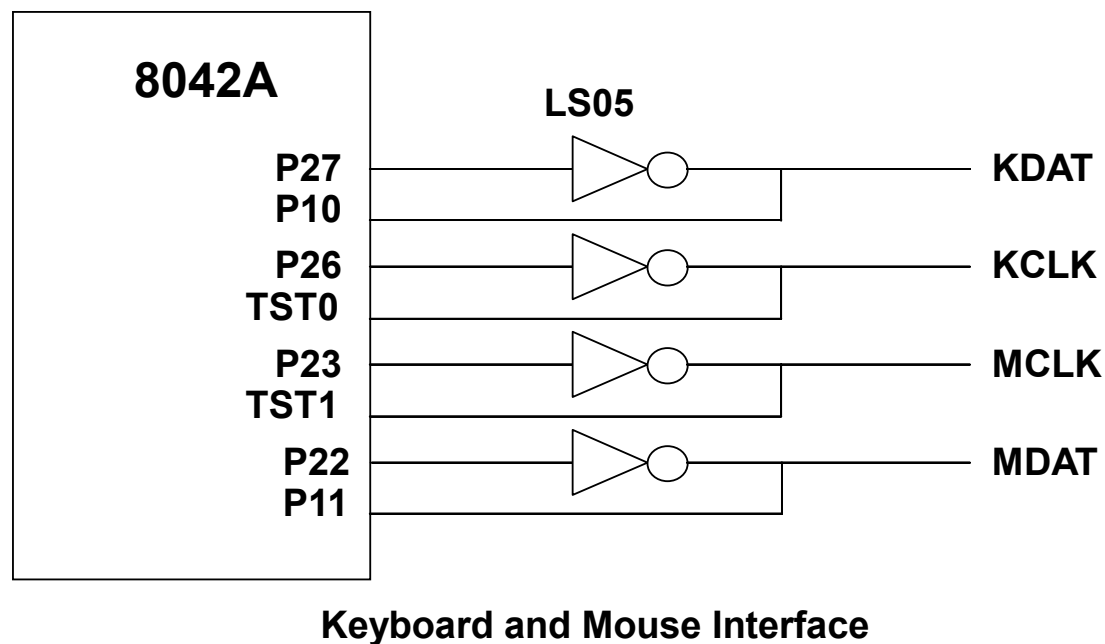 8042A
LS05
P27
KDAT
P10
P26
KCLK
TST0
P23
MCLK
TST1
P22
MDAT
P11
Keyboard and Mouse Interface